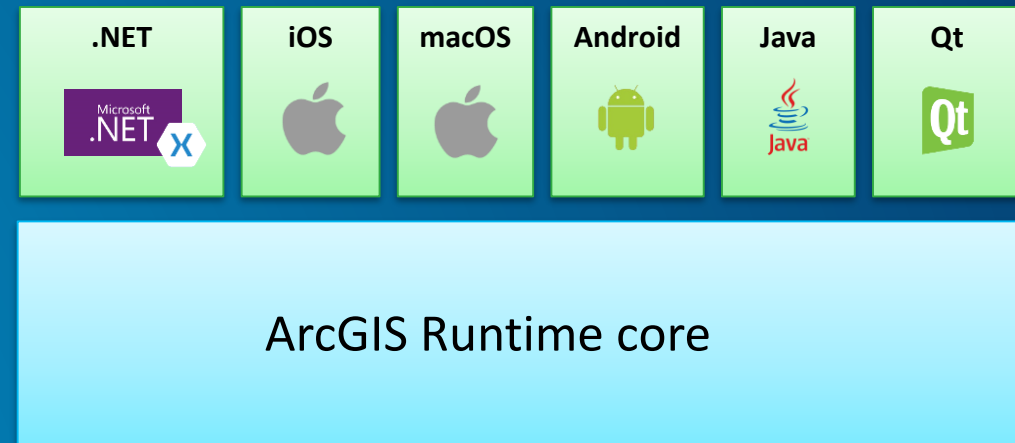 .NET
iOS
macOS
Android
Java
Qt
Microsoft
.NET
X
Java
Qt
ArcGIS Runtime core